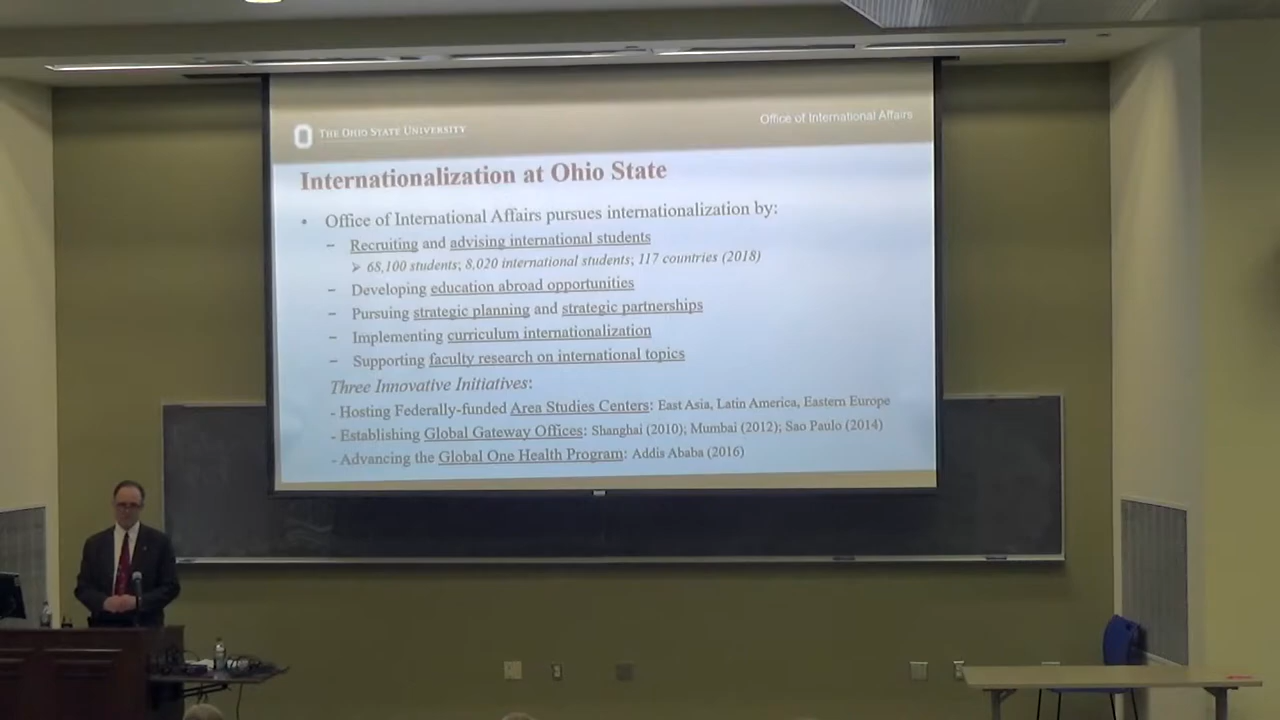 THE OHIO STATE UNIVERSITY
Office of International Affairs
Internationalization at Ohio State
• Office of International Affairs pursues internationalization by:
– Recruiting and advising international students
➢ 68,100 students; 8,020 international students; 117 countries (2018)
– Developing education abroad opportunities
– Pursuing strategic planning and strategic partnerships
– Implementing curriculum internationalization
– Supporting faculty research on international topics
Three Innovative Initiatives:
- Hosting Federally-funded Area Studies Centers: East Asia, Latin America, Eastern Europe
- Establishing Global Gateway Offices: Shanghai (2010); Mumbai (2012); Sao Paulo (2014)
- Advancing the Global One Health Program: Addis Ababa (2016)